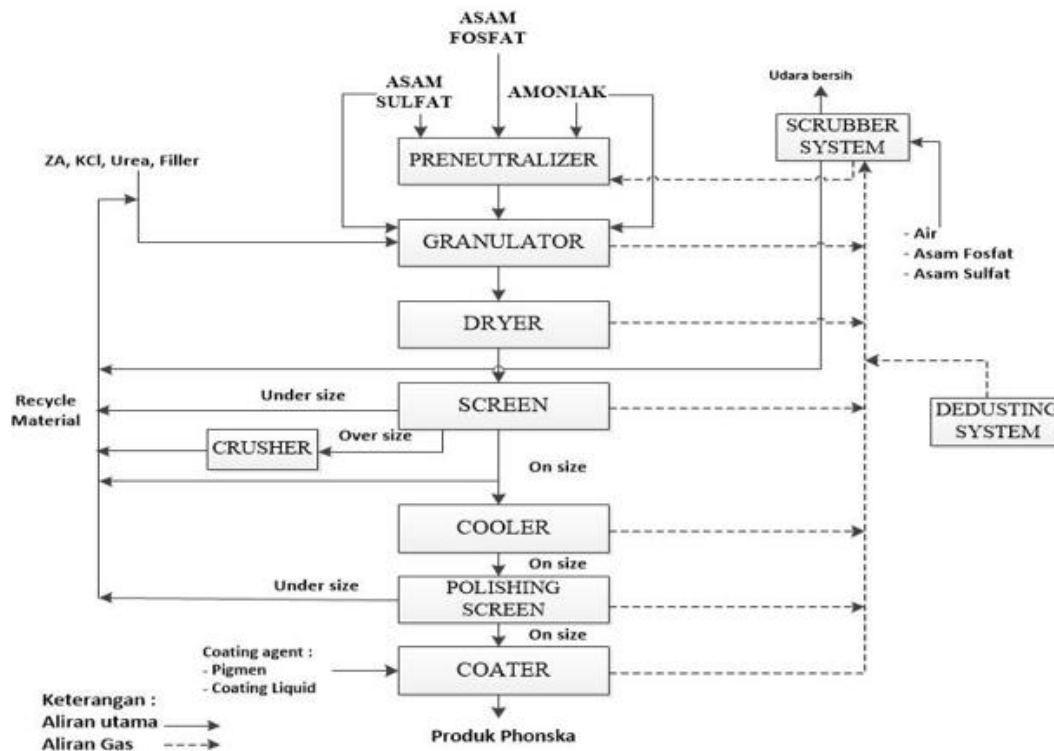 ASAM
FOSFAT
ASAM
SULFAT
AMONIAK
Udara bersih
SCRUBBER
SYSTEM
PRENEUTRALIZER
ZA, KCl, Urea, Filler
GRANULATOR
- Air
- Asam Fosfat
- Asam Sulfat
DRYER
Under size
SCREEN
Recycle
Material
DEDUSTING
SYSTEM
CRUSHER
Over size
On size
COOLER
On size
Under size
POLISHING
SCREEN
On size
Coating agent :
- Pigmen
- Coating Liquid
COATER
Keterangan :
Aliran utama
Aliran Gas
Produk Phonska